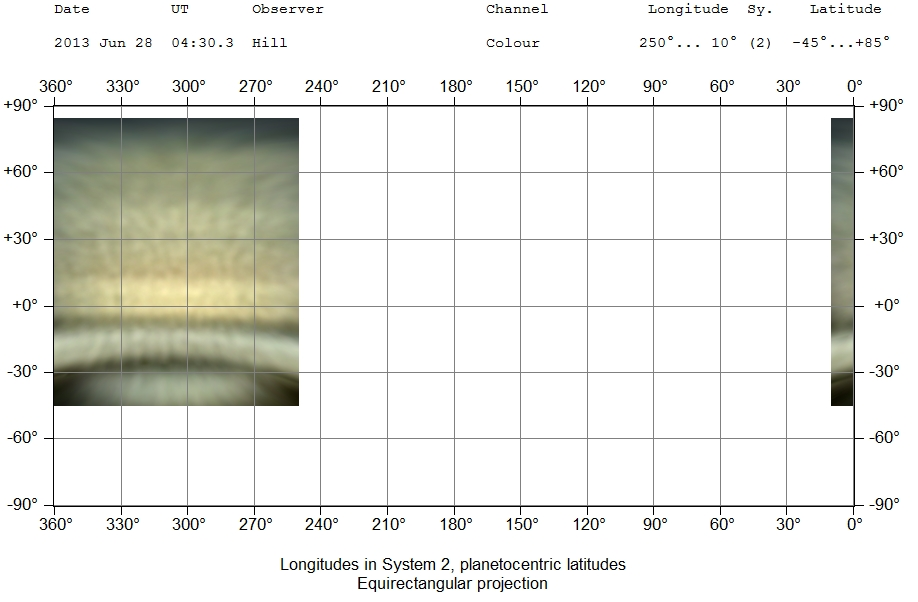 Date UT Observer Channel Longitude Sy. Latitude
2013 Jun 28 04:30.3 Hill Colour 250°... 10° (2) -45°...+85°
360° 330° 300° 270° 240° 210° 180° 150° 120° 90° 60° 30° 0°
+90° +90°
+60° +60°
+30° +30°
+0° +0°
-30° -30°
-60° -60°
-90° -90°
360° 330° 300° 270° 240° 210° 180° 150° 120° 90° 60° 30° 0°
Longitudes in System 2, planetocentric latitudes
Equirectangular projection